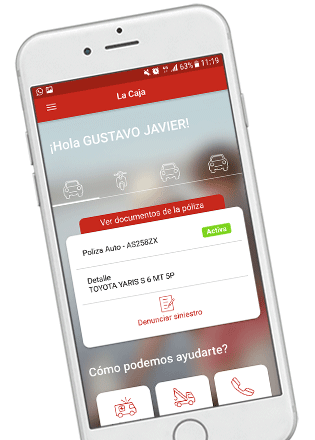 63% 11:19
La Caja
¡Hola GUSTAVO JAVIER!
Ver documentos de la póliza
Poliza Auto - AS258ZX
Activa
Detalle
TOYOTA YARIS S 6 MT 5P
Denunciar siniestro
Cómo podemos ayudarte?